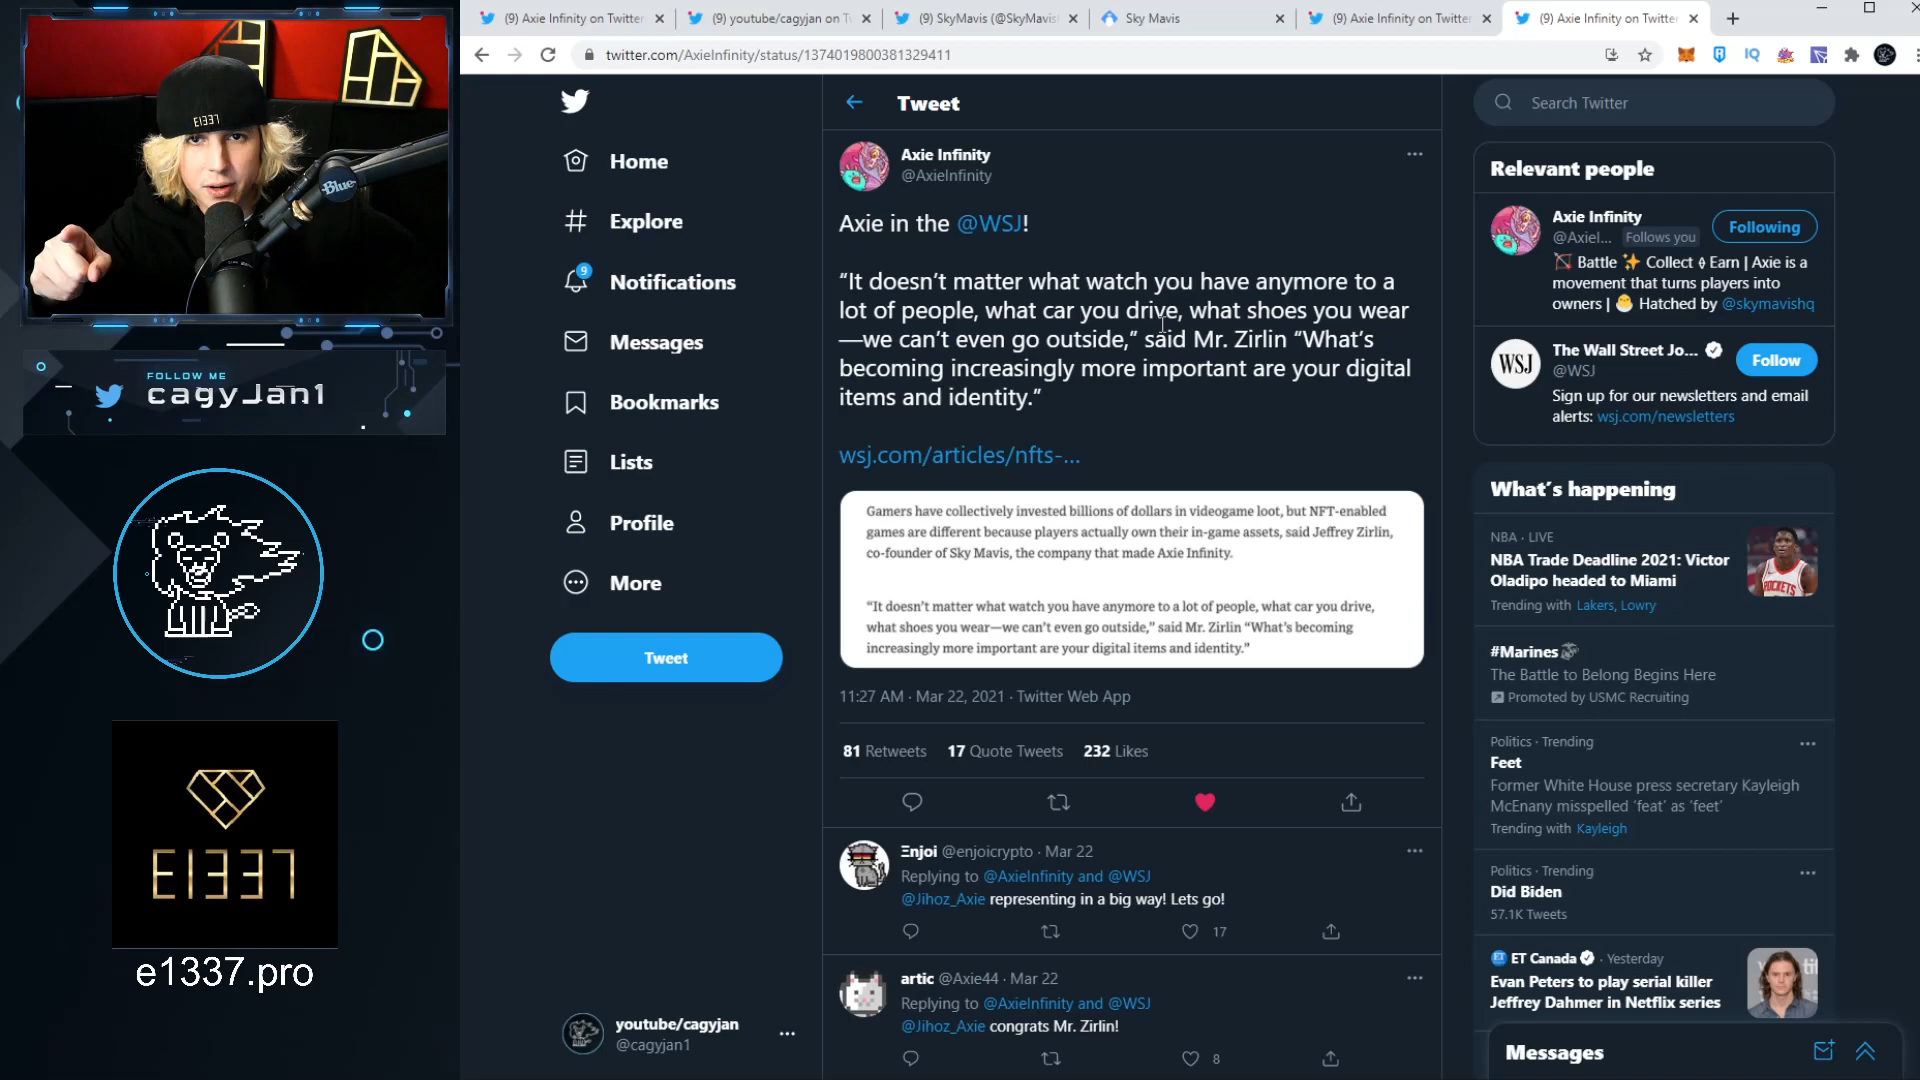 (9) Axie Infinity on Twitter
(9) youtube/cagyjan on T
(9) SkyMavis (@SkyMavis
Sky Mavis
(9) Axie Infinity on Twitter
(9) Axie Infinity on Twitter
twitter.com/AxieInfinity/status/1374019800381329411
IQ
E1337
Blue
FOLLOW ME
cagyJan1
E1337
e1337.pro
Home
Explore
9
Notifications
Messages
Bookmarks
Lists
Profile
More
Tweet
youtube/cagyjan
@cagyjan1
Tweet
Axie Infinity
@AxieInfinity
Axie in the @WSJ!
“It doesn’t matter what watch you have anymore to a
lot of people, what car you drive, what shoes you wear
—we can’t even go outside,” said Mr. Zirlin “What’s
becoming increasingly more important are your digital
items and identity.”
wsj.com/articles/nfts-...
Gamers have collectively invested billions of dollars in videogame loot, but NFT-enabled
games are different because players actually own their in-game assets, said Jeffrey Zirlin,
co-founder of Sky Mavis, the company that made Axie Infinity.
“It doesn’t matter what watch you have anymore to a lot of people, what car you drive,
what shoes you wear—we can’t even go outside,” said Mr. Zirlin “What’s becoming
increasingly more important are your digital items and identity.”
11:27 AM · Mar 22, 2021 · Twitter Web App
81 Retweets 17 Quote Tweets 232 Likes
Ξnjoi @enjoicrypto · Mar 22
Replying to @AxieInfinity and @WSJ
@Jihoz_Axie representing in a big way! Lets go!
17
artic @Axie44 · Mar 22
Replying to @AxieInfinity and @WSJ
@Jihoz_Axie congrats Mr. Zirlin!
8
Search Twitter
Relevant people
Axie Infinity
@Axiel... Follows you
Following
Battle ✨ Collect ⬨ Earn | Axie is a
movement that turns players into
owners | 🐣 Hatched by @skymavishq
WSJ
The Wall Street Jo...
@WSJ
Follow
Sign up for our newsletters and email
alerts: wsj.com/newsletters
What’s happening
NBA · LIVE
NBA Trade Deadline 2021: Victor
Oladipo headed to Miami
Trending with Lakers, Lowry
ROCKETS
#Marines
The Battle to Belong Begins Here
Promoted by USMC Recruiting
Politics · Trending
Feet
Former White House press secretary Kayleigh
McEnany misspelled ‘feat’ as ‘feet’
Trending with Kayleigh
Politics · Trending
Did Biden
57.1K Tweets
ET
ET Canada · Yesterday
Evan Peters to play serial killer
Jeffrey Dahmer in Netflix series
Messages